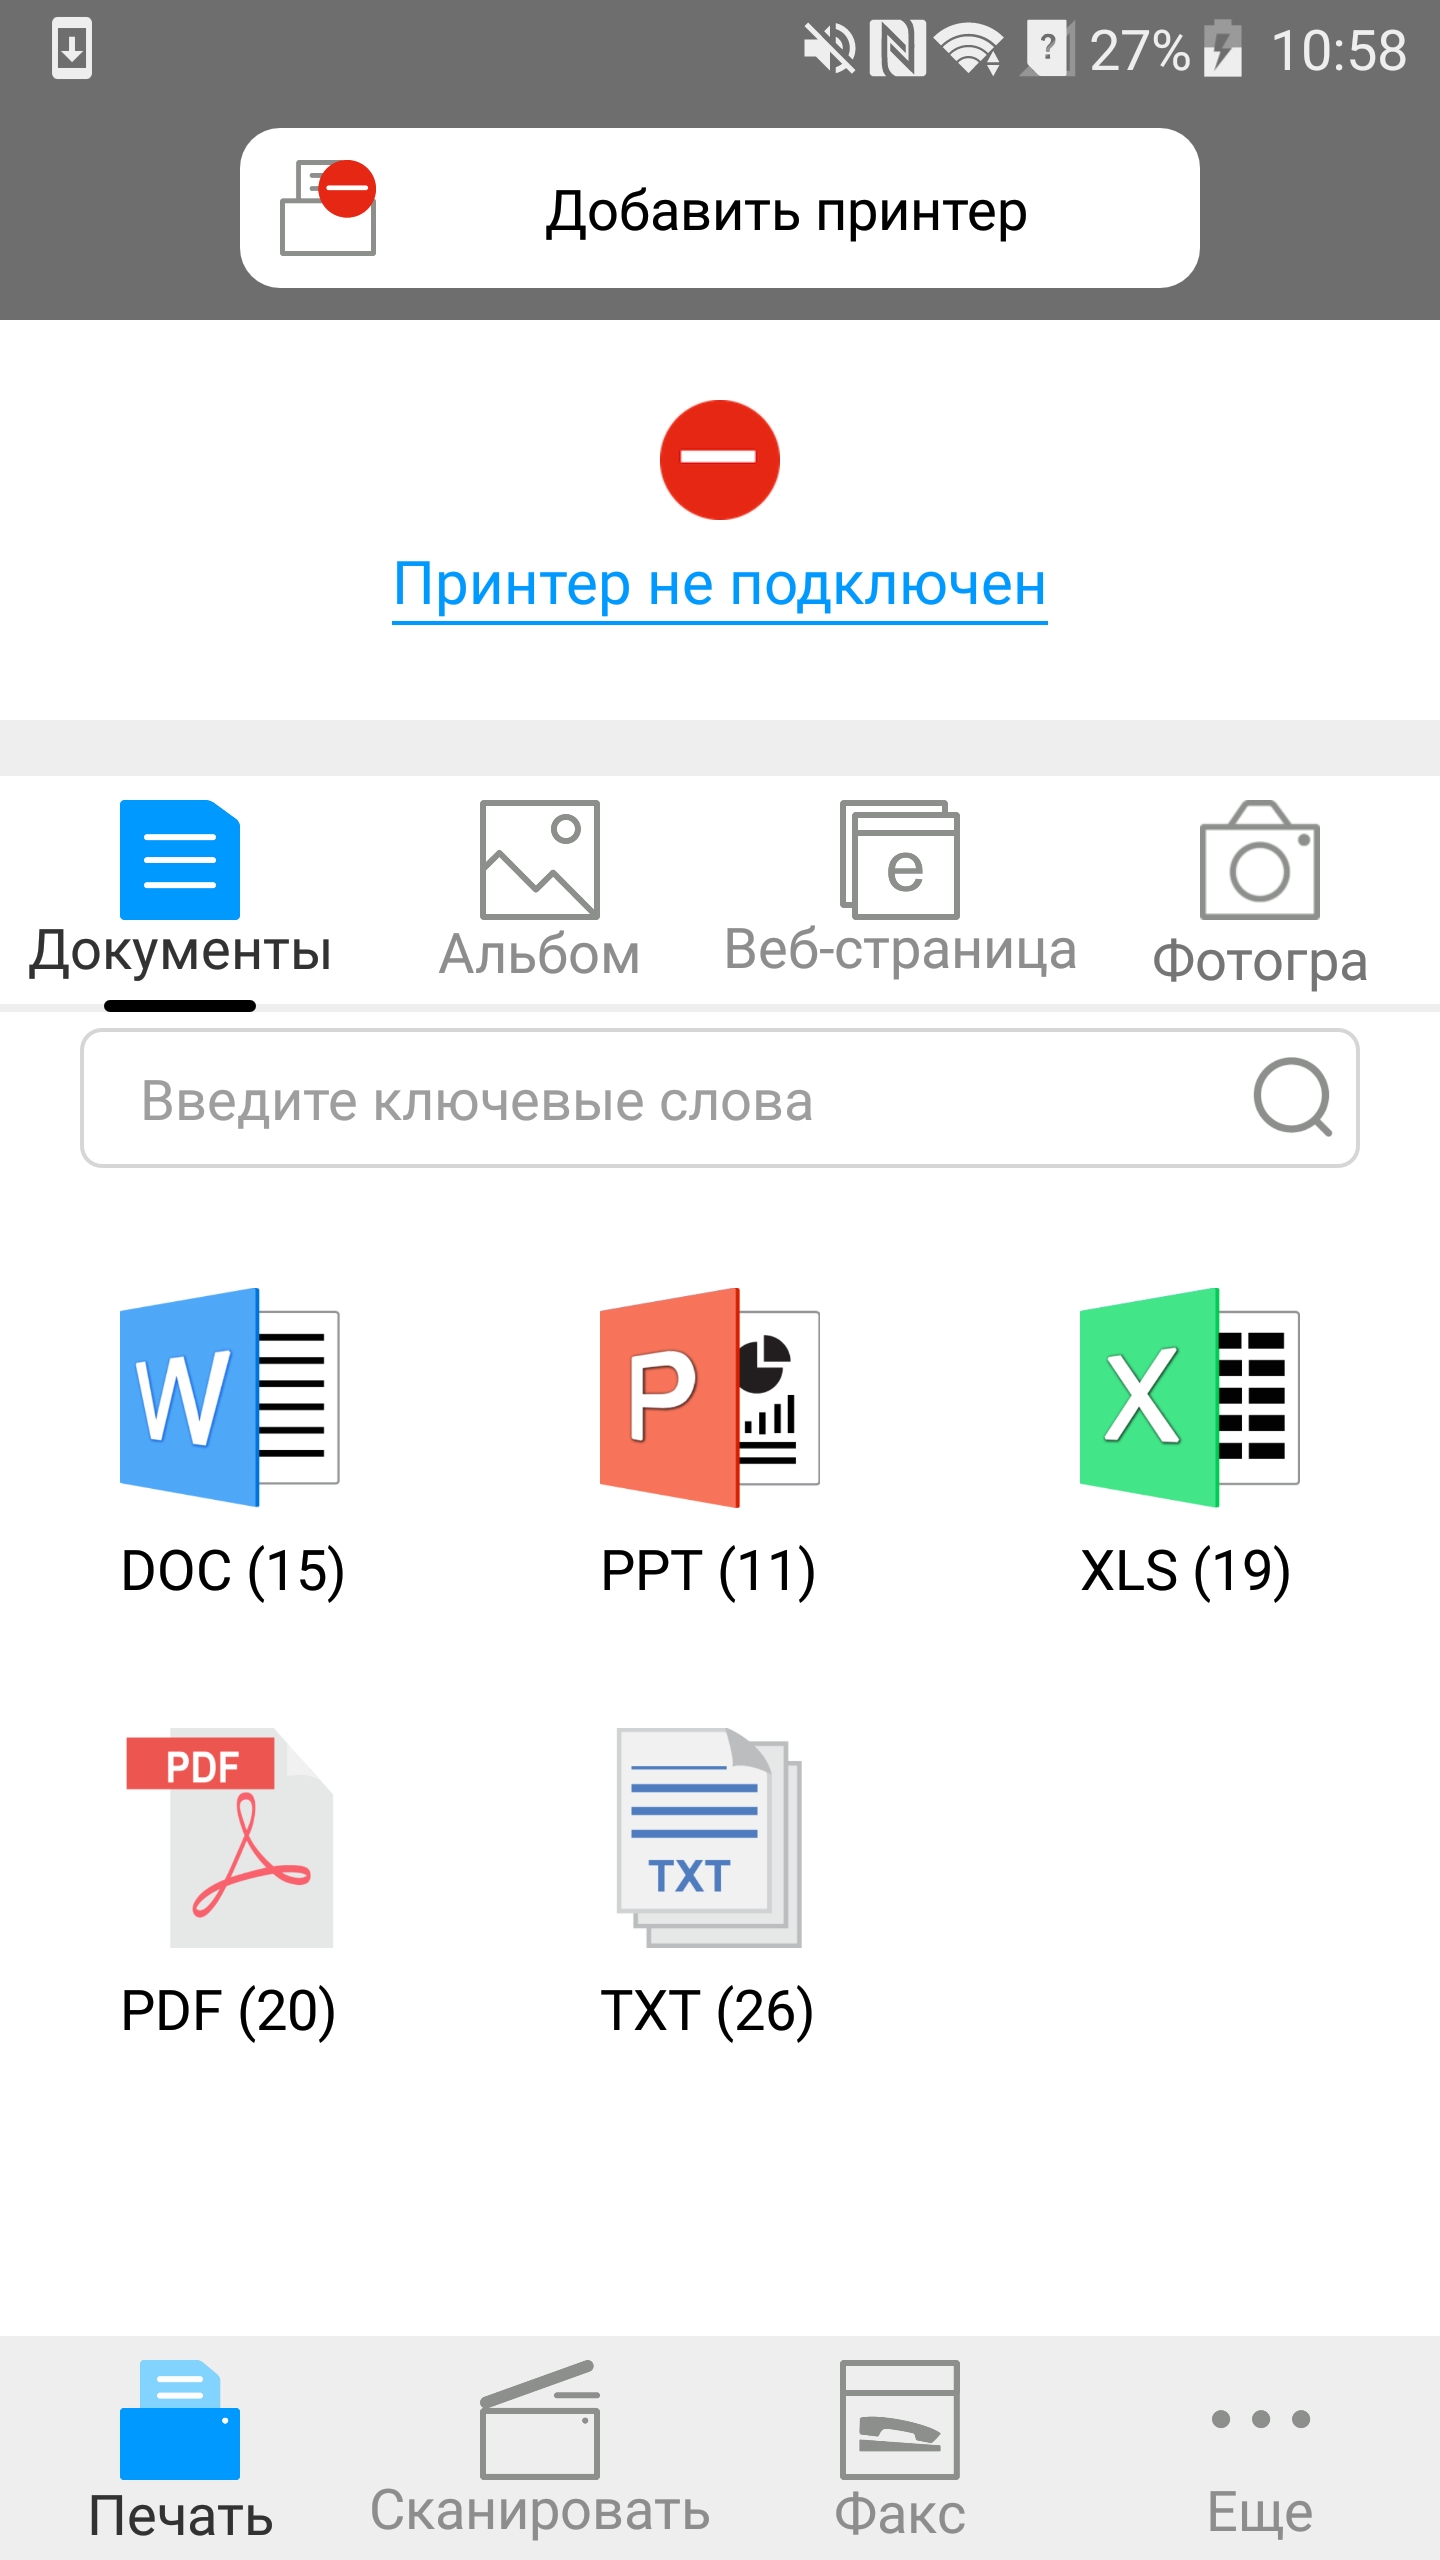 27% 10:58
Добавить принтер
Принтер не подключен
Документы Альбом Веб-страница Фотогра
Введите ключевые слова
W P X
DOC (15) PPT (11) XLS (19)
PDF TXT
PDF (20) TXT (26)
Печать Сканировать Факс Еще